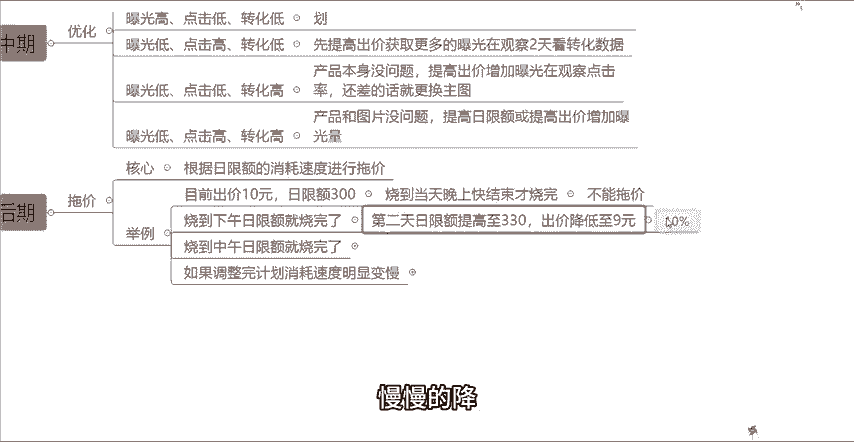 中期
优化
曝光高、点击低、转化低
划
曝光低、点击高、转化低
先提高出价获取更多的曝光在观察2天看转化数据
曝光低、点击低、转化高
产品本身没问题，提高出价增加曝光在观察点击
率，还差的话就更换主图
曝光低、点击高、转化高
产品和图片没问题，提高日限额或提高出价增加曝
光量
后期
拖价
核心
根据日限额的消耗速度进行拖价
举例
目前出价10元，日限额300
烧到当天晚上快结束才烧完
不能拖价
烧到下午日限额就烧完了
第二天日限额提高至330，出价降低至9元
10%
烧到中午日限额就烧完了
如果调整完计划消耗速度明显变慢
慢慢的降